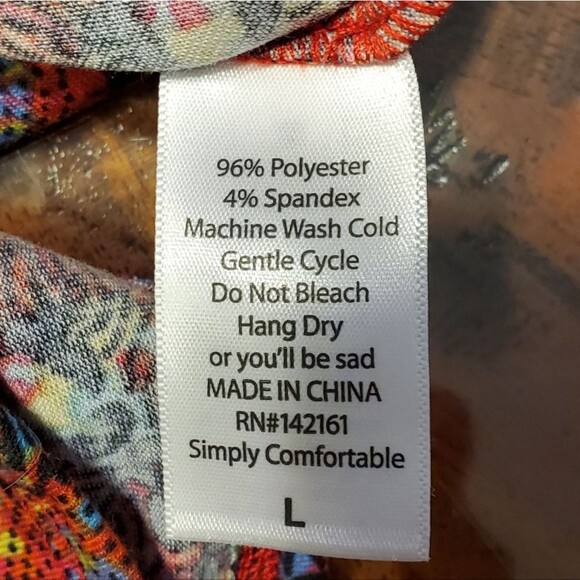 96% Polyester
4% Spandex
Machine Wash Cold
Gentle Cycle
Do Not Bleach
Hang Dry
or you'll be sad
MADE IN CHINA
RN#142161
Simply Comfortable
L